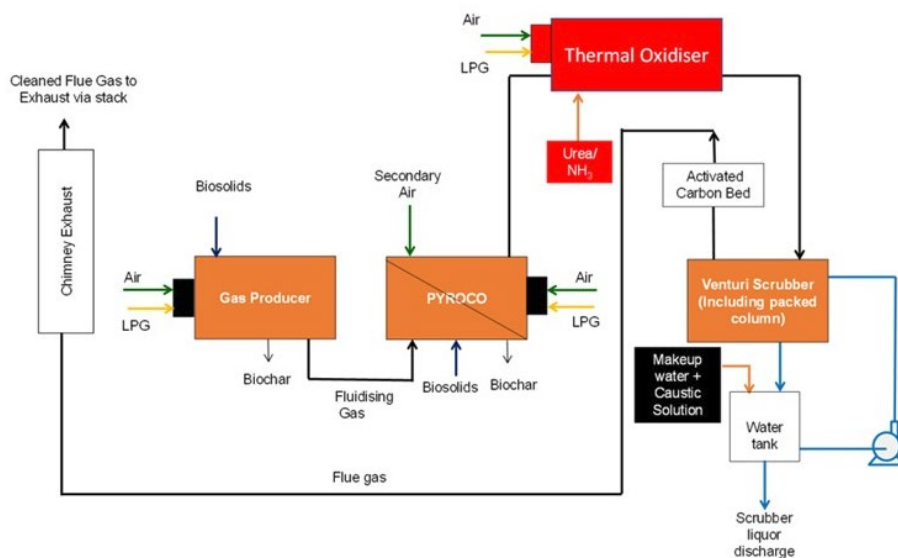 Air
LPG
Thermal Oxidiser
Urea/
NH3
Cleaned Flue Gas to
Exhaust via stack
Chimney Exhaust
Biosolids
Air
LPG
Gas Producer
Biochar
Fluidising
Gas
Secondary
Air
PYROCO
Air
LPG
Biosolids
Biochar
Activated
Carbon Bed
Venturi Scrubber
(Including packed
column)
Makeup
water +
Caustic
Solution
Water
tank
Flue gas
Scrubber
liquor
discharge